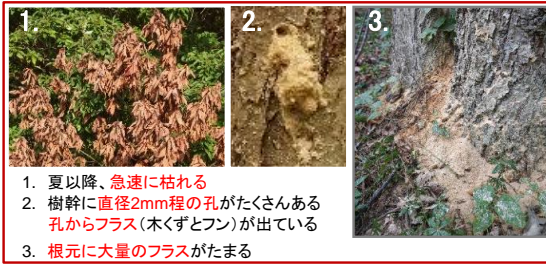 1.
2.
3.
1. 夏以降、急速に枯れる
2. 樹幹に直径2mm程の孔がたくさんある
孔からフラス(木くずとフン)が出ている
3. 根元に大量のフラスがたまる